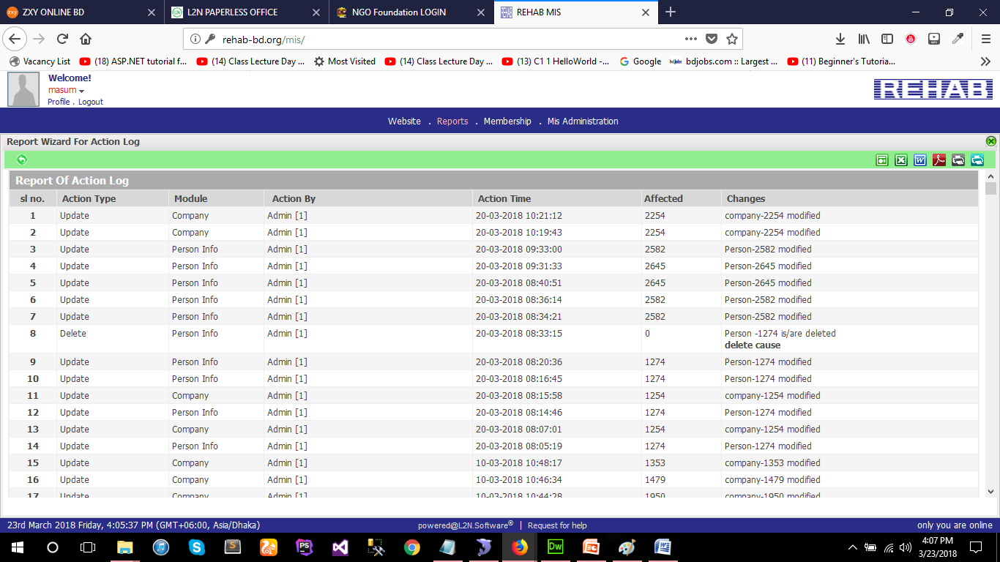 ZXY ONLINE BD
L2N PAPERLESS OFFICE
NGO Foundation LOGIN
REHAB MIS
rehab-bd.org/mis/
Vacancy List (18) ASP.NET tutorial f... (14) Class Lecture Day ... Most Visited (14) Class Lecture Day ... (13) C1 1 HelloWorld -... Google bdjobs.com :: Largest ... (11) Beginner's Tutoria...
Welcome!
masum
Profile . Logout
REHAB
Website . Reports . Membership . Mis Administration
Report Wizard For Action Log
Report Of Action Log
sl no. Action Type Module Action By Action Time Affected Changes
1 Update Company Admin [1] 20-03-2018 10:21:12 2254 company-2254 modified
2 Update Company Admin [1] 20-03-2018 10:19:43 2254 company-2254 modified
3 Update Person Info Admin [1] 20-03-2018 09:33:00 2582 Person-2582 modified
4 Update Person Info Admin [1] 20-03-2018 09:31:33 2645 Person-2645 modified
5 Update Person Info Admin [1] 20-03-2018 08:40:51 2645 Person-2645 modified
6 Update Person Info Admin [1] 20-03-2018 08:36:14 2582 Person-2582 modified
7 Update Person Info Admin [1] 20-03-2018 08:34:21 2582 Person-2582 modified
8 Delete Person Info Admin [1] 20-03-2018 08:33:15 0 Person -1274 is/are deleted
delete cause
9 Update Person Info Admin [1] 20-03-2018 08:20:36 1274 Person-1274 modified
10 Update Person Info Admin [1] 20-03-2018 08:16:45 1274 Person-1274 modified
11 Update Company Admin [1] 20-03-2018 08:15:58 1254 company-1254 modified
12 Update Person Info Admin [1] 20-03-2018 08:14:46 1274 Person-1274 modified
13 Update Company Admin [1] 20-03-2018 08:07:01 1254 company-1254 modified
14 Update Person Info Admin [1] 20-03-2018 08:05:19 1274 Person-1274 modified
15 Update Company Admin [1] 10-03-2018 10:48:17 1353 company-1353 modified
16 Update Company Admin [1] 10-03-2018 10:46:34 1479 company-1479 modified
17 Update Company Admin [1] 10-03-2018 10:44:28 1950 company-1950 modified
23rd March 2018 Friday, 4:05:37 PM (GMT+06:00, Asia/Dhaka)
powered@L2N.Software® | Request for help
only you are online
4:07 PM
3/23/2018